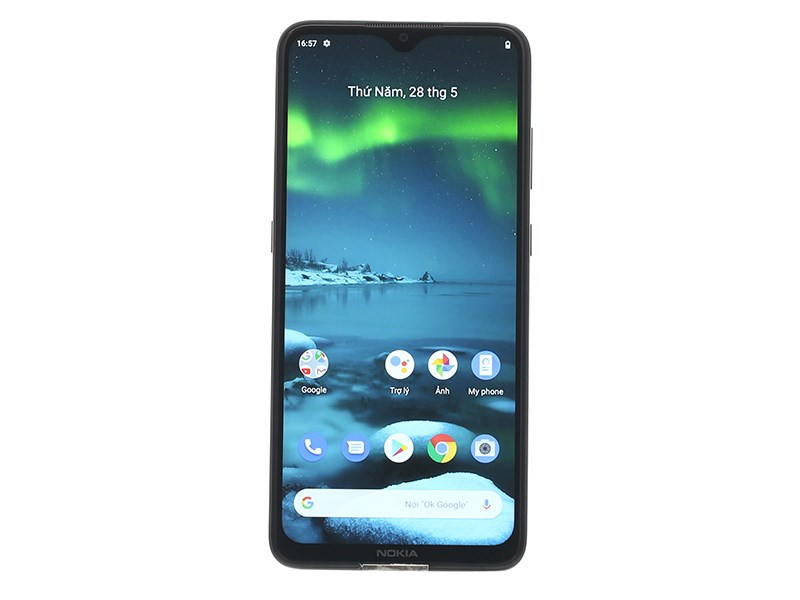 16:57
Thứ Năm, 28 thg 5
Google
Trợ lý
Ảnh
My phone
Nói "Ok Google"
NOKIA